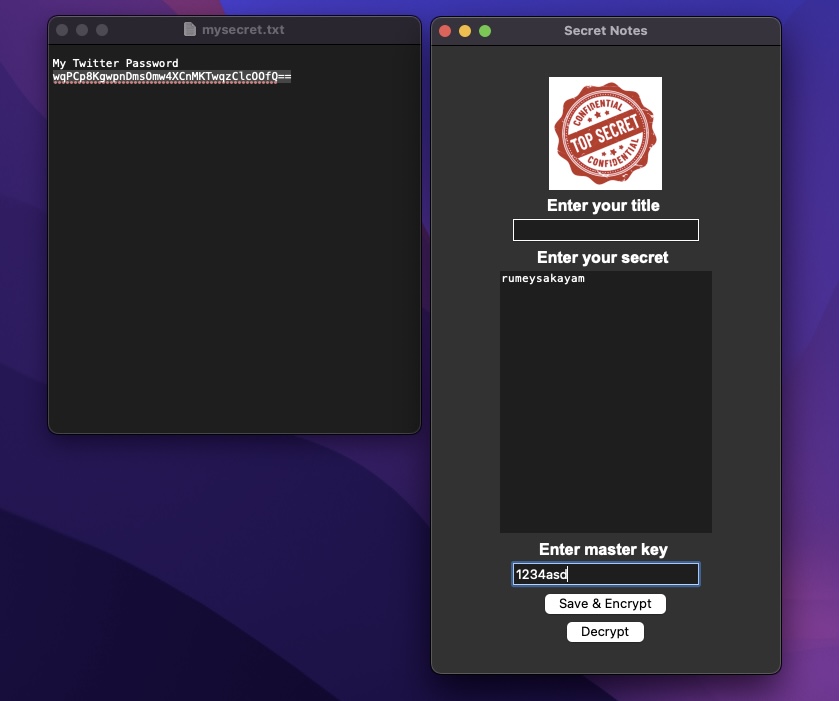 mysecret.txt
My Twitter Password
wqPCp8KgwpnDmsOmw4XCnMKTwqzClcOOfQ==
Secret Notes
CONFIDENTIAL
TOP SECRET
CONFIDENTIAL
Enter your title
Enter your secret
rumeysakayam
Enter master key
1234asd
Save & Encrypt
Decrypt